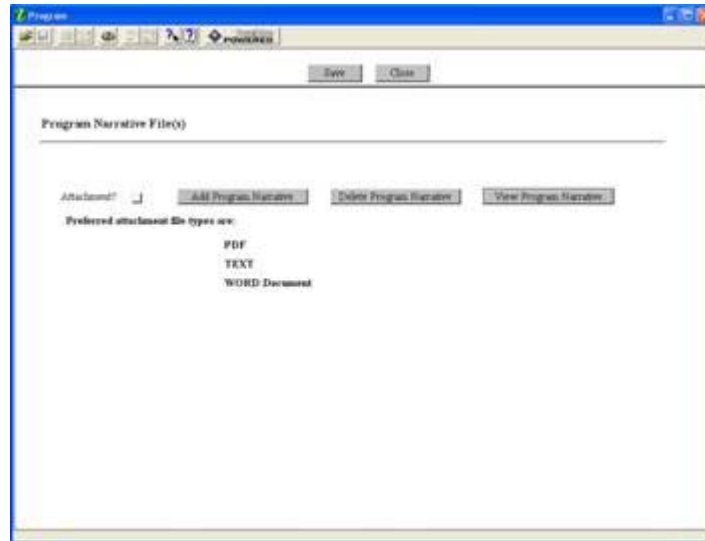 Program
POWERED
Save Close
Program Narrative File(s)
Attachment? Add Program Narrative Delete Program Narrative View Program Narrative
Preferred attachment file types are:
PDF
TEXT
WORD Document